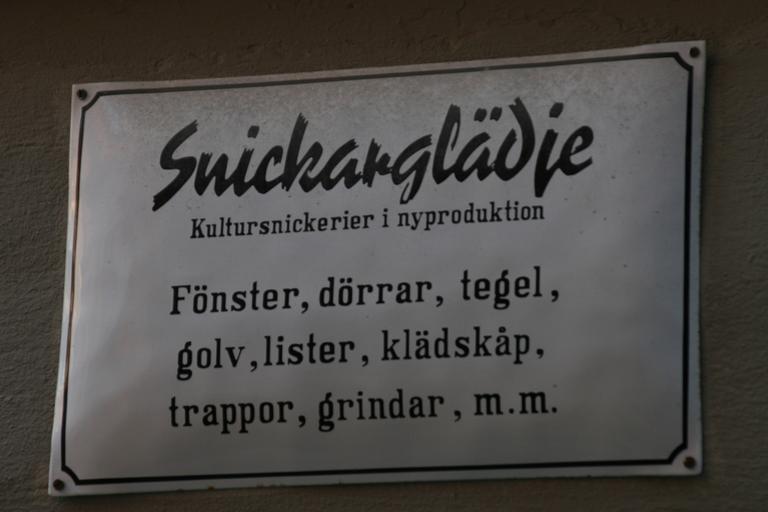 Snickarglädje
Kultursnickerier i nyproduktion
Fönster, dörrar, tegel,
golv, lister, klädskåp,
trappor, grindar, m.m.